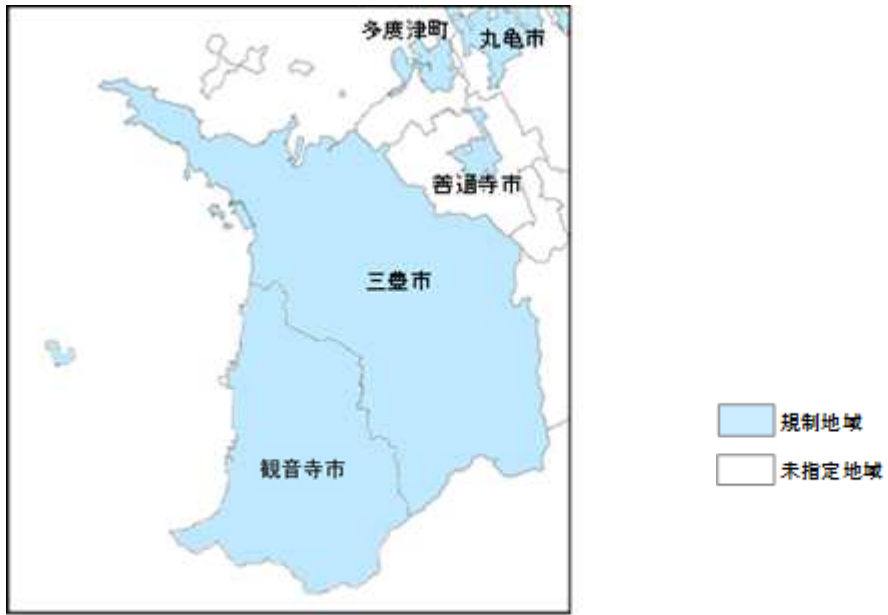 多度津町
丸亀市
善通寺市
三豊市
観音寺市
規制地域
未指定地域